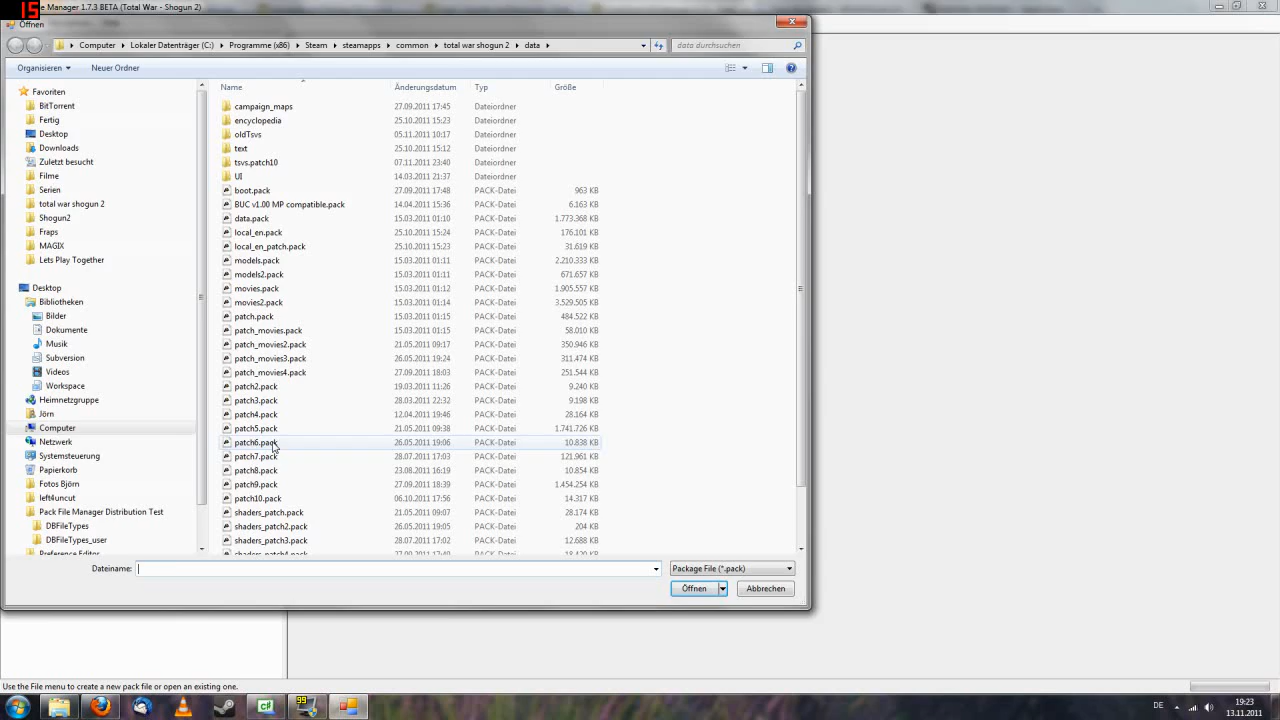 15
e Manager 1.7.3 BETA (Total War - Shogun 2)
Öffnen
Computer ▸ Lokaler Datenträger (C:) ▸ Programme (x86) ▸ Steam ▸ steamapps ▸ common ▸ total war shogun 2 ▸ data ▸
data durchsuchen
Organisieren Neuer Ordner
Name Änderungsdatum Typ Größe
Favoriten
BitTorrent
Fertig
Desktop
Downloads
Zuletzt besucht
Filme
Serien
total war shogun 2
Shogun2
Fraps
MAGIX
Lets Play Together
Desktop
Bibliotheken
Bilder
Dokumente
Musik
Subversion
Videos
Workspace
Heimnetzgruppe
Jörn
Computer
Netzwerk
Systemsteuerung
Papierkorb
Fotos Björn
left4uncut
Pack File Manager Distribution Test
DBFileTypes
DBFileTypes_user
Preference Editor
campaign_maps 27.09.2011 17:45 Dateiordner
encyclopedia 25.10.2011 15:23 Dateiordner
oldTsvs 05.11.2011 10:17 Dateiordner
text 25.10.2011 15:12 Dateiordner
tsvs.patch10 07.11.2011 23:40 Dateiordner
UI 14.03.2011 21:37 Dateiordner
boot.pack 27.09.2011 17:48 PACK-Datei 963 KB
BUC v1.00 MP compatible.pack 14.04.2011 15:36 PACK-Datei 6.163 KB
data.pack 15.03.2011 01:10 PACK-Datei 1.773.368 KB
local_en.pack 25.10.2011 15:24 PACK-Datei 176.101 KB
local_en_patch.pack 25.10.2011 15:23 PACK-Datei 31.619 KB
models.pack 15.03.2011 01:11 PACK-Datei 2.210.333 KB
models2.pack 15.03.2011 01:11 PACK-Datei 671.657 KB
movies.pack 15.03.2011 01:12 PACK-Datei 1.905.557 KB
movies2.pack 15.03.2011 01:14 PACK-Datei 3.529.505 KB
patch.pack 15.03.2011 01:15 PACK-Datei 484.522 KB
patch_movies.pack 15.03.2011 01:15 PACK-Datei 58.010 KB
patch_movies2.pack 21.05.2011 09:17 PACK-Datei 350.946 KB
patch_movies3.pack 26.05.2011 19:24 PACK-Datei 311.474 KB
patch_movies4.pack 27.09.2011 18:03 PACK-Datei 251.544 KB
patch2.pack 19.03.2011 11:26 PACK-Datei 9.240 KB
patch3.pack 28.03.2011 22:32 PACK-Datei 9.198 KB
patch4.pack 12.04.2011 19:46 PACK-Datei 28.164 KB
patch5.pack 21.05.2011 09:38 PACK-Datei 1.741.726 KB
patch6.pack 26.05.2011 19:06 PACK-Datei 10.838 KB
patch7.pack 28.07.2011 17:03 PACK-Datei 121.961 KB
patch8.pack 23.08.2011 16:19 PACK-Datei 10.854 KB
patch9.pack 27.09.2011 18:39 PACK-Datei 1.454.254 KB
patch10.pack 06.10.2011 17:56 PACK-Datei 14.317 KB
shaders_patch.pack 21.05.2011 09:07 PACK-Datei 28.174 KB
shaders_patch2.pack 26.05.2011 19:05 PACK-Datei 204 KB
shaders_patch3.pack 28.07.2011 17:02 PACK-Datei 12.688 KB
shaders_patch4.pack 27.09.2011 17:49 PACK-Datei 18.420 KB
Dateiname: Package File (*.pack)
Öffnen Abbrechen
Use the File menu to create a new pack file or open an existing one.
99
DE
19:23
13.11.2011